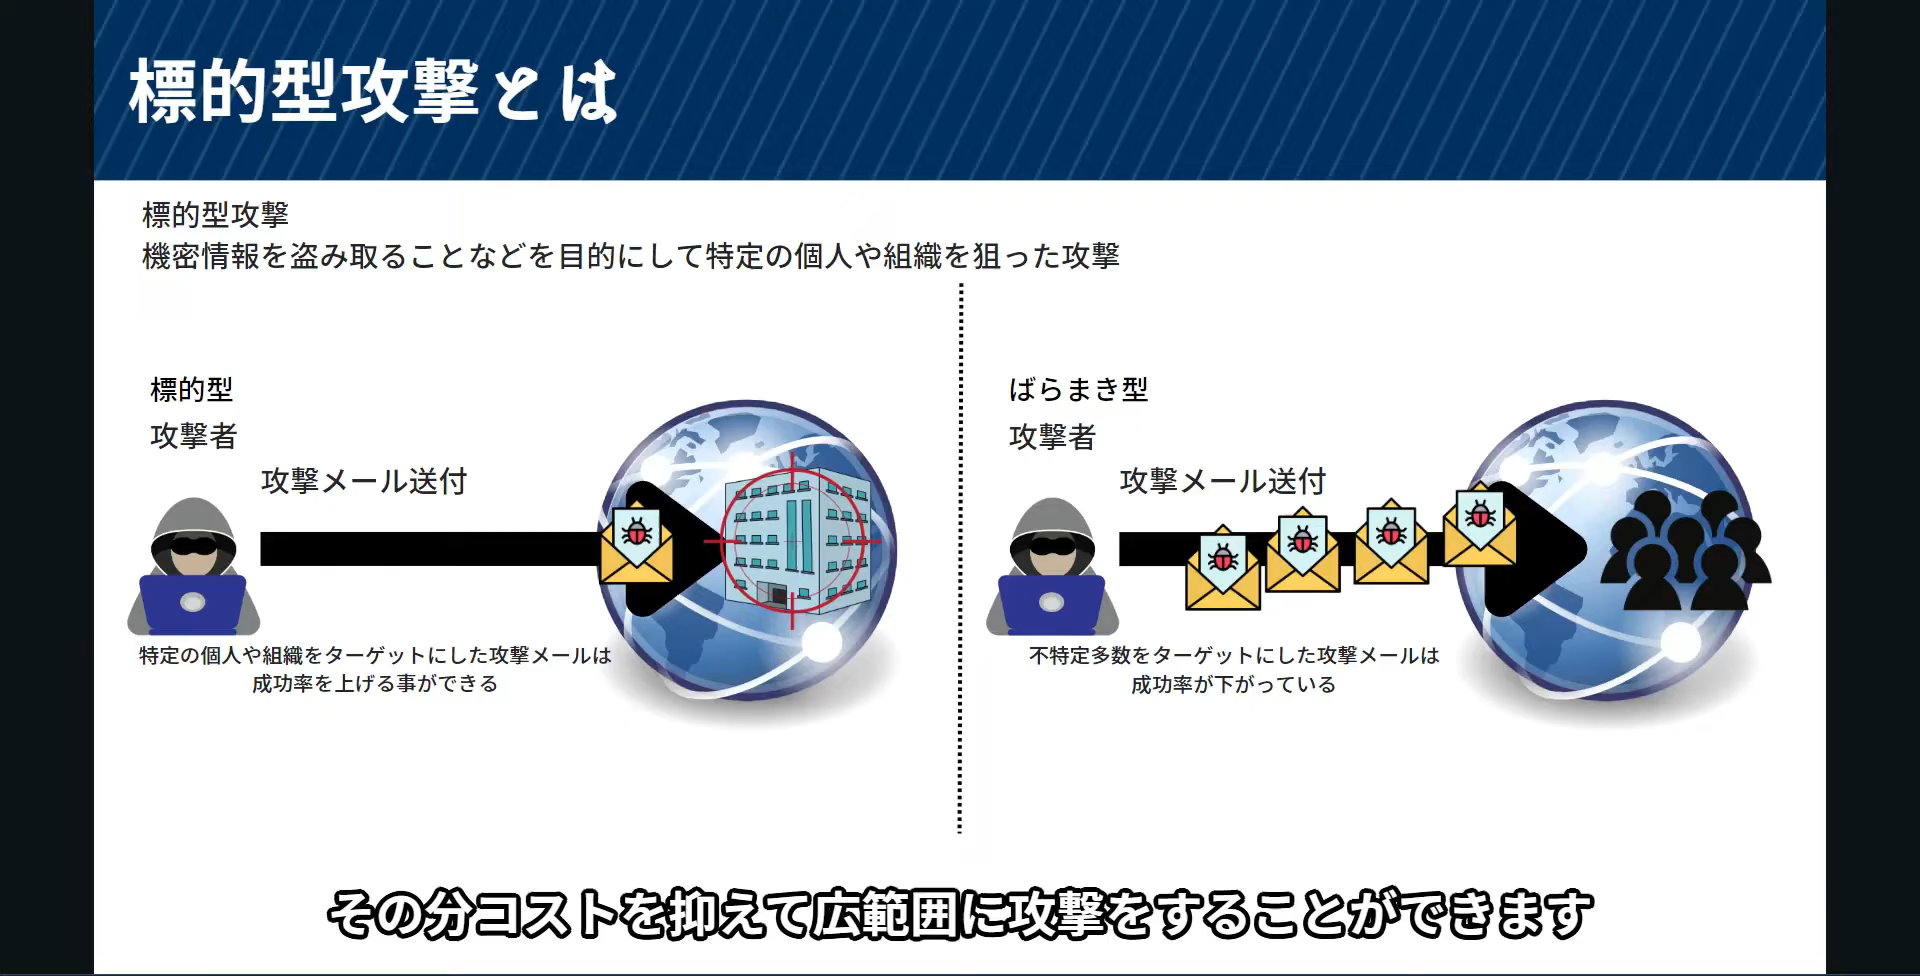 標的型攻撃とは
標的型攻撃
機密情報を盗み取ることなどを目的にして特定の個人や組織を狙った攻撃
標的型
攻撃者
攻撃メール送付
特定の個人や組織をターゲットにした攻撃メールは
成功率を上げる事ができる
ばらまき型
攻撃者
攻撃メール送付
不特定多数をターゲットにした攻撃メールは
成功率が下がっている
その分コストを抑えて広範囲に攻撃をすることができます